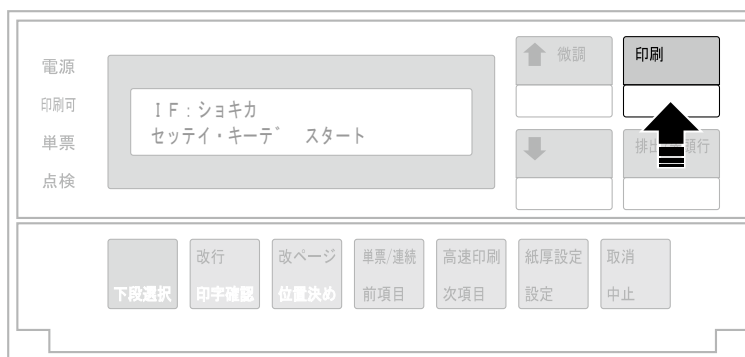 電源
印刷可
単票
点検
IF:ショキカ
セッテイ・キーデ゛ スタート
微調
印刷
排出
頭行
下段選択
改行
印字確認
改ページ
位置決め
単票/連続
前項目
高速印刷
次項目
紙厚設定
設定
取消
中止